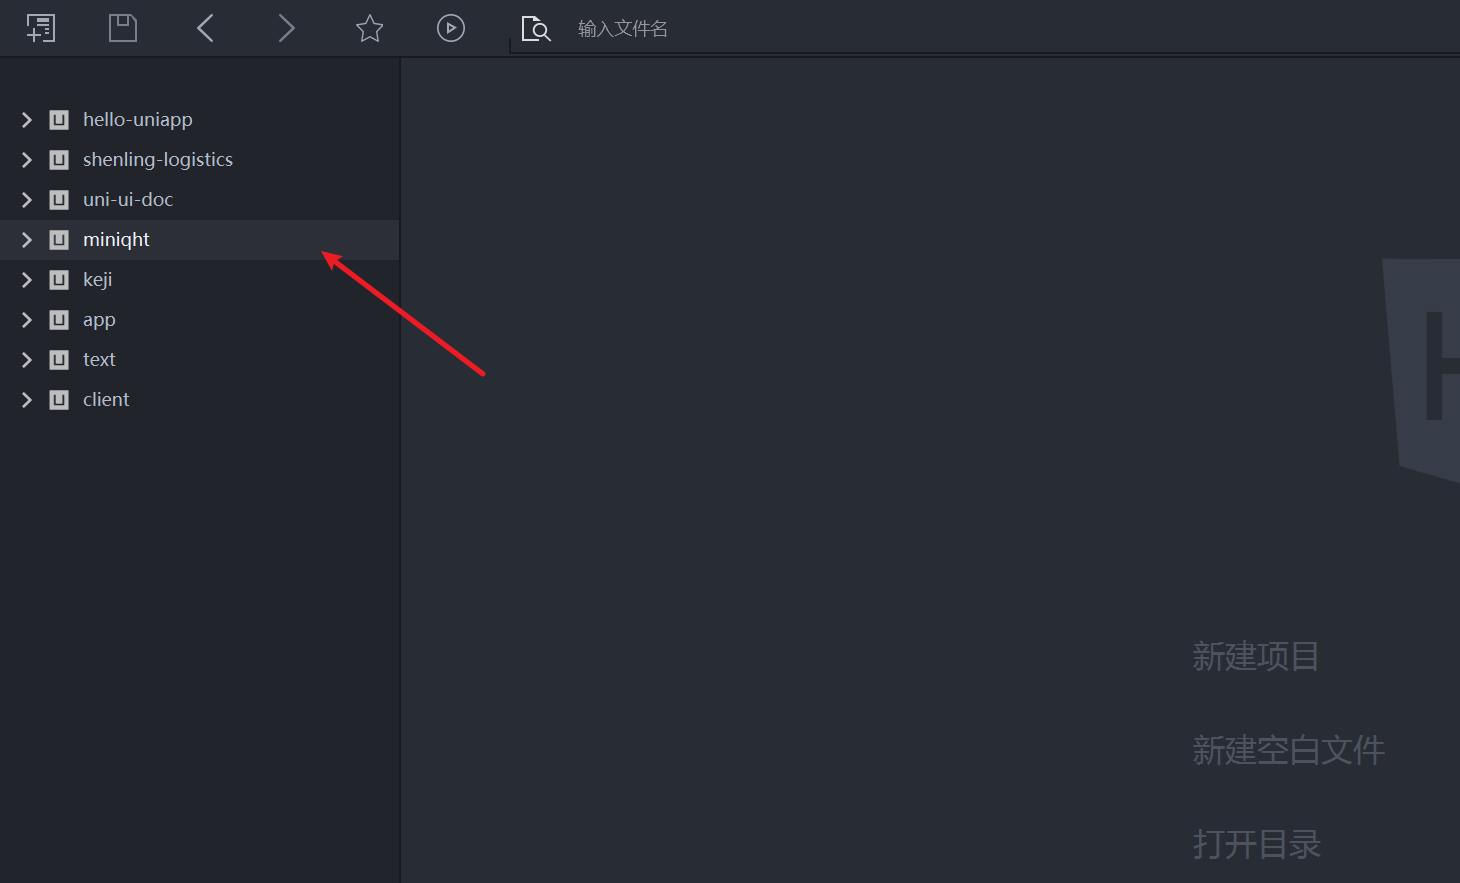 输入文件名
hello-uniapp
shenling-logistics
uni-ui-doc
miniqht
keji
app
text
client
新建项目
新建空白文件
打开目录